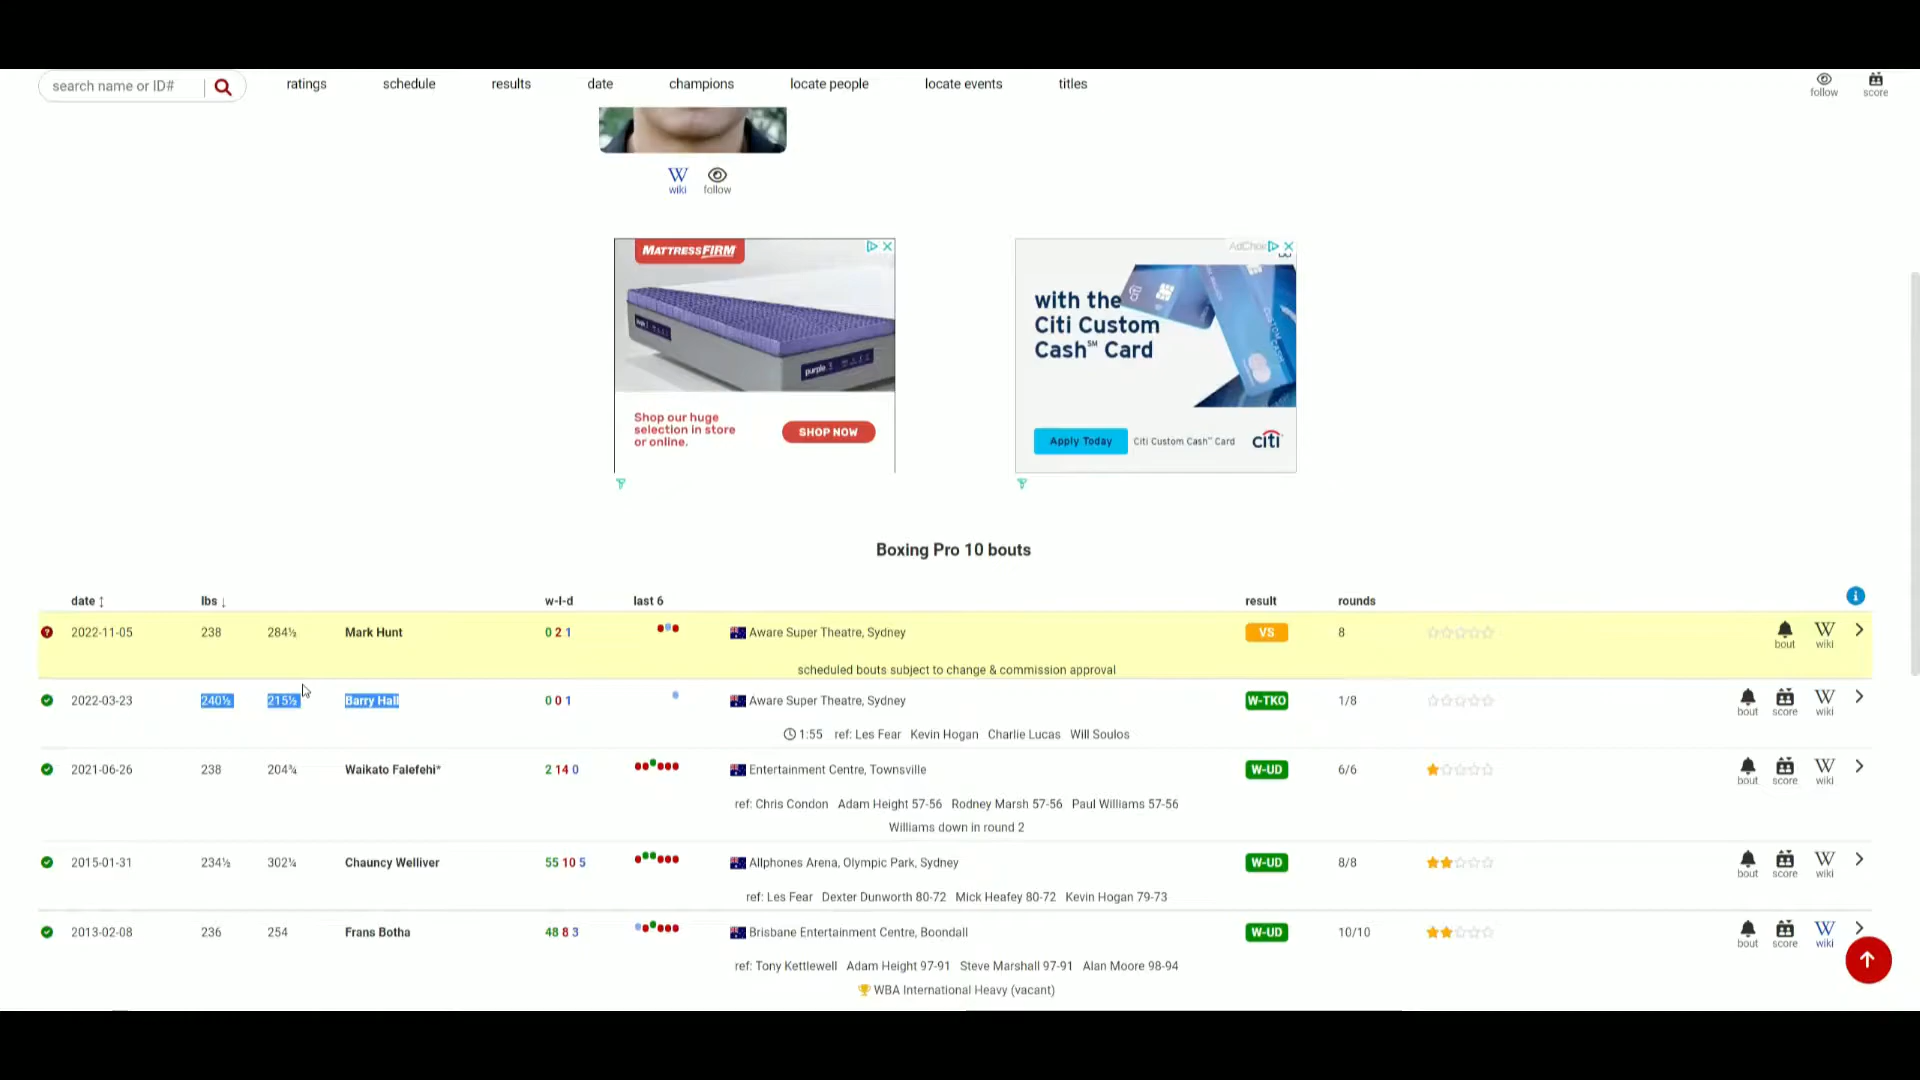 search name or ID# ratings schedule results date champions locate people locate events titles follow score
wiki follow
MATTRESSFIRM
purple 3
Shop our huge
selection in store
or online.
SHOP NOW
with the
Citi Custom
Cash℠ Card
Apply Today Citi Custom Cash℠ Card citi
Boxing Pro 10 bouts
date lbs w-l-d last 6 result rounds
2022-11-05 238 284½ Mark Hunt 0 2 1 Aware Super Theatre, Sydney VS 8 bout wiki
scheduled bouts subject to change & commission approval
2022-03-23 240½ 215½ Barry Hall 0 0 1 Aware Super Theatre, Sydney W-TKO 1/8 bout score wiki
1:55 ref: Les Fear Kevin Hogan Charlie Lucas Will Soulos
2021-06-26 238 204¾ Waikato Falefehi* 2 14 0 Entertainment Centre, Townsville W-UD 6/6 bout score wiki
ref: Chris Condon Adam Height 57-56 Rodney Marsh 57-56 Paul Williams 57-56
Williams down in round 2
2015-01-31 234½ 302¼ Chauncy Welliver 55 10 5 Allphones Arena, Olympic Park, Sydney W-UD 8/8 bout score wiki
ref: Les Fear Dexter Dunworth 80-72 Mick Heafey 80-72 Kevin Hogan 79-73
2013-02-08 236 254 Frans Botha 48 8 3 Brisbane Entertainment Centre, Boondall W-UD 10/10 bout score wiki
ref: Tony Kettlewell Adam Height 97-91 Steve Marshall 97-91 Alan Moore 98-94
WBA International Heavy (vacant)